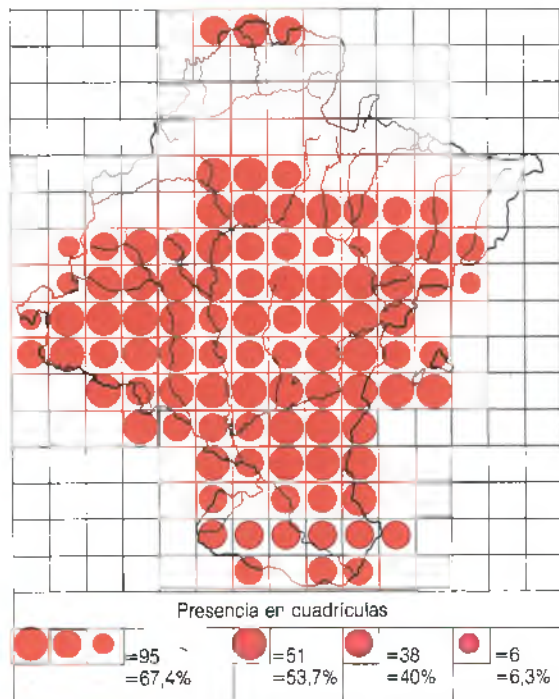 Presencia en cuadrículas
=95 =51 =38 =6
=67,4% =53,7% =40% =6,3%